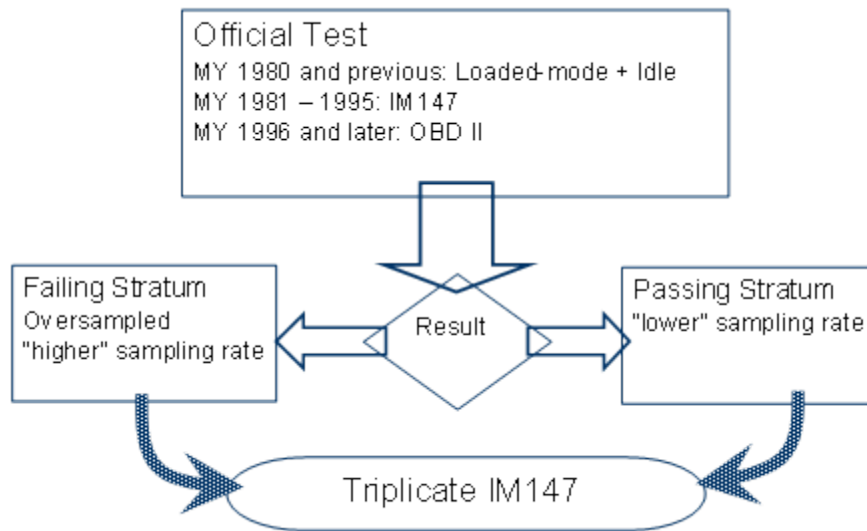 Official Test
MY 1980 and previous: Loaded-mode + Idle
MY 1981 – 1995: IM147
MY 1996 and later: OBD II
Failing Stratum
Oversampled
"higher" sampling rate
Result
Passing Stratum
"lower" sampling rate
Triplicate IM147